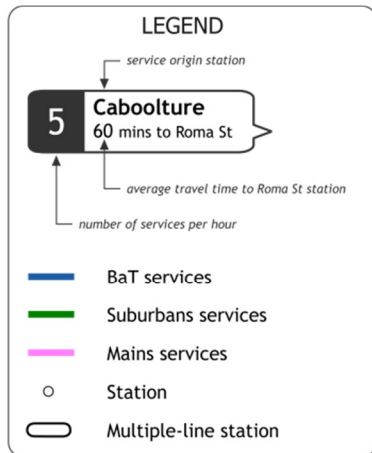 LEGEND
service origin station
5
Caboolture
60 mins to Roma St
average travel time to Roma St station
number of services per hour
BaT services
Suburbans services
Mains services
Station
Multiple-line station